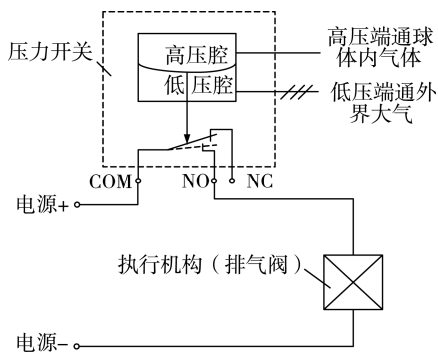 压力开关
高压腔
低压腔
高压端通球
体内气体
低压端通外
界大气
COM
NO
NC
电源+
执行机构（排气阀）
电源−